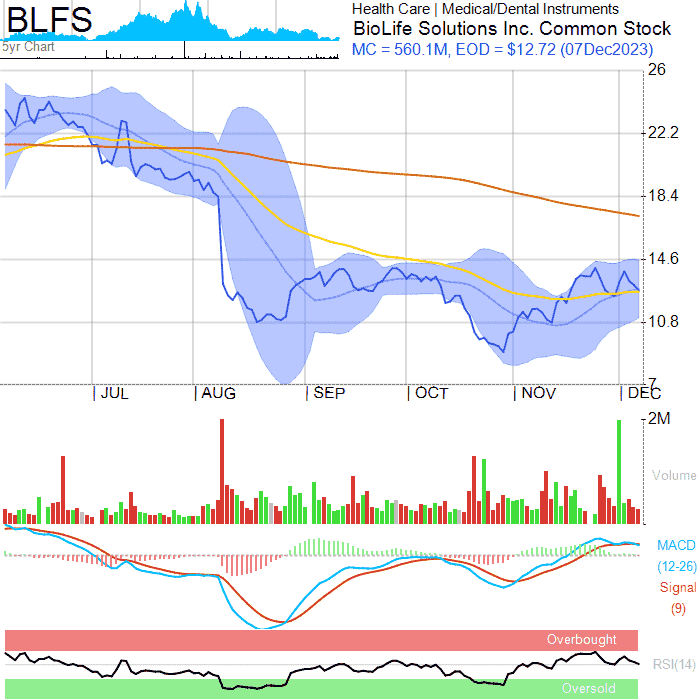 BLFS
5yr Chart
Health Care | Medical/Dental Instruments
BioLife Solutions Inc. Common Stock
MC = 560.1M, EOD = $12.72 (07Dec2023)
26
22.2
18.4
14.6
10.8
7
JUL AUG SEP OCT NOV DEC
2M
Volume
MACD
(12-26)
Signal
(9)
Overbought
RSI(14)
Oversold